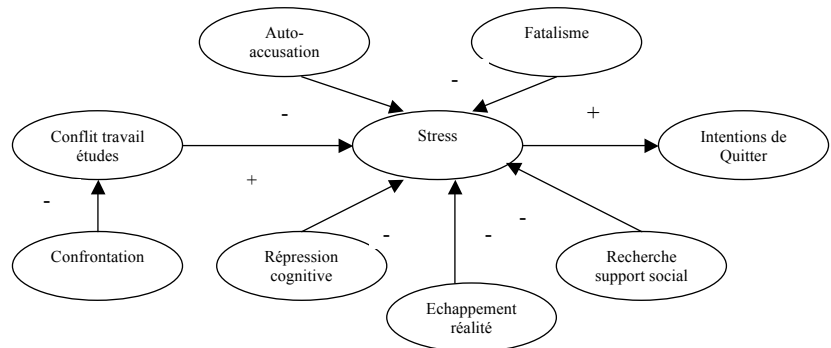 Auto-
accusation
Fatalisme
-
-
Conflit travail
études
Stress
+
Intentions de
Quitter
+
-
Confrontation
Répression
cognitive
-
-
-
Recherche
support social
Echappement
réalité